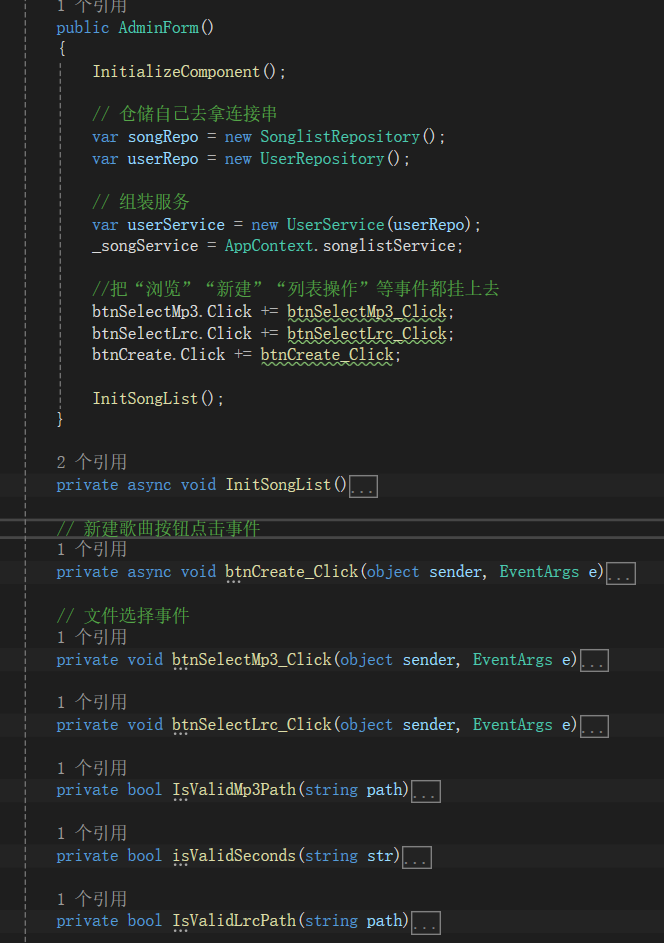 1 个引用
public AdminForm()
{
InitializeComponent();
// 仓储自己去拿连接串
var songRepo = new SonglistRepository();
var userRepo = new UserRepository();
// 组装服务
var userService = new UserService(userRepo);
_songService = AppContext.songlistService;
//把“浏览”“新建”“列表操作”等事件都挂上去
btnSelectMp3.Click += btnSelectMp3_Click;
btnSelectLrc.Click += btnSelectLrc_Click;
btnCreate.Click += btnCreate_Click;
InitSongList();
}
2 个引用
private async void InitSongList()...
// 新建歌曲按钮点击事件
1 个引用
private async void btnCreate_Click(object sender, EventArgs e)...
// 文件选择事件
1 个引用
private void btnSelectMp3_Click(object sender, EventArgs e)...
1 个引用
private void btnSelectLrc_Click(object sender, EventArgs e)...
1 个引用
private bool IsValidMp3Path(string path)...
1 个引用
private bool isValidSeconds(string str)...
1 个引用
private bool IsValidLrcPath(string path)...